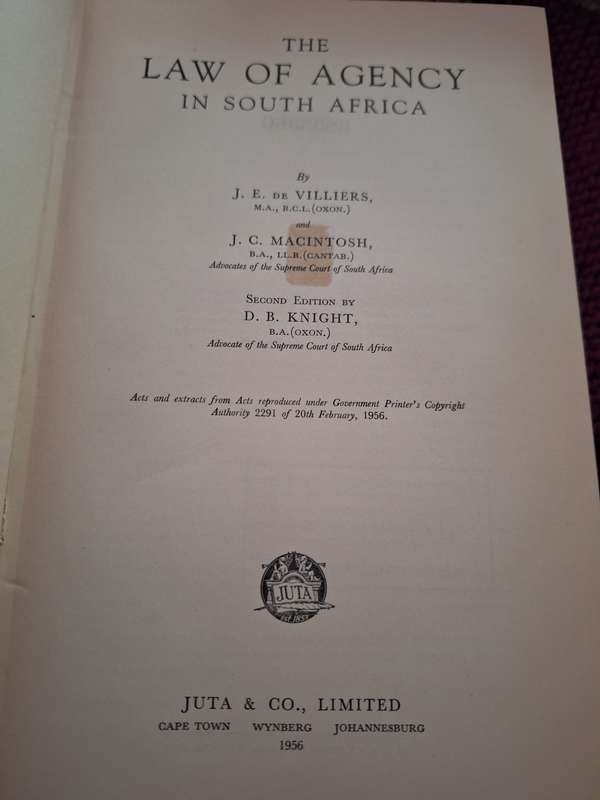 THE
LAW OF AGENCY
IN SOUTH AFRICA
By
J. E. DE VILLIERS,
M.A., B.C.L.(OXON.)
and
J. C. MACINTOSH,
B.A., LL.B.(CANTAB.)
Advocates of the Supreme Court of South Africa
SECOND EDITION BY
D. B. KNIGHT,
B.A.(OXON.)
Advocate of the Supreme Court of South Africa
Acts and extracts from Acts reproduced under Government Printer's Copyright
Authority 2291 of 20th February, 1956.
JUTA
EST. 1853
JUTA & CO., LIMITED
CAPE TOWN WYNBERG JOHANNESBURG
1956